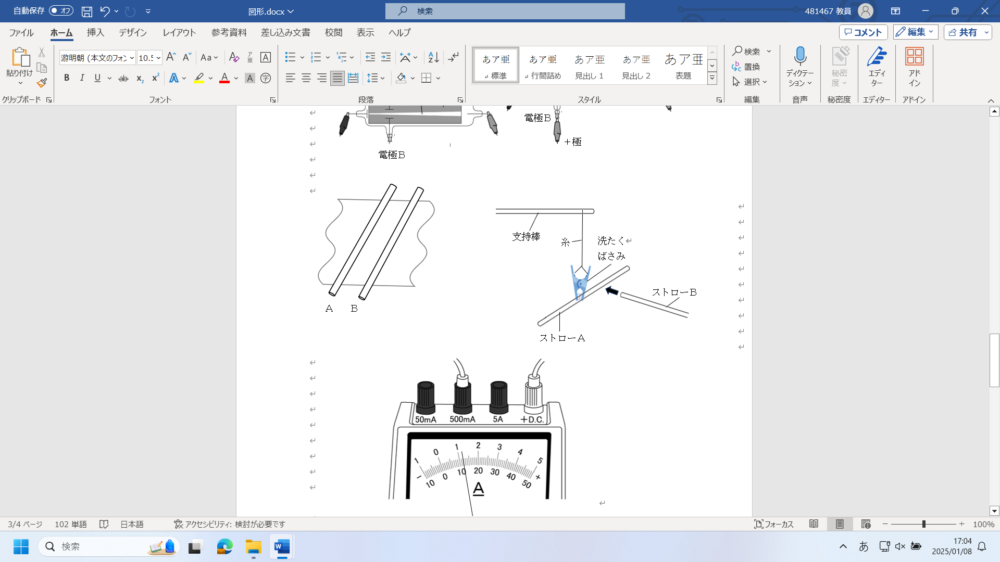 自動保存 オフ 図形.docx 検索 481467 教員
ファイル ホーム 挿入 デザイン レイアウト 参考資料 差し込み文書 校閲 表示 ヘルプ コメント 編集 共有
貼り付け 游明朝 (本文のフォン 10.5 Aa ア亜 A
B I U ab x₂ x² A A A 字
あア亜 標準 あア亜 行間詰め あア亜 見出し 1 あア亜 見出し 2 あア亜 表題
検索
置換
選択
ディクテーション 秘密度 エディター アドイン
クリップボード フォント 段落 スタイル 編集 音声 秘密度 エディター アドイン
電極B
+極
電極B
支持棒
糸
洗たく
ばさみ
ストローB
A B
ストローA
50mA 500mA 5A +D.C.
1 0 1 2 3 4 5
− 10 0 10 20 30 40 50 +
A
3/4 ページ 102 単語 日本語 アクセシビリティ: 検討が必要です フォーカス 100%
検索 あ 17:04
2025/01/08